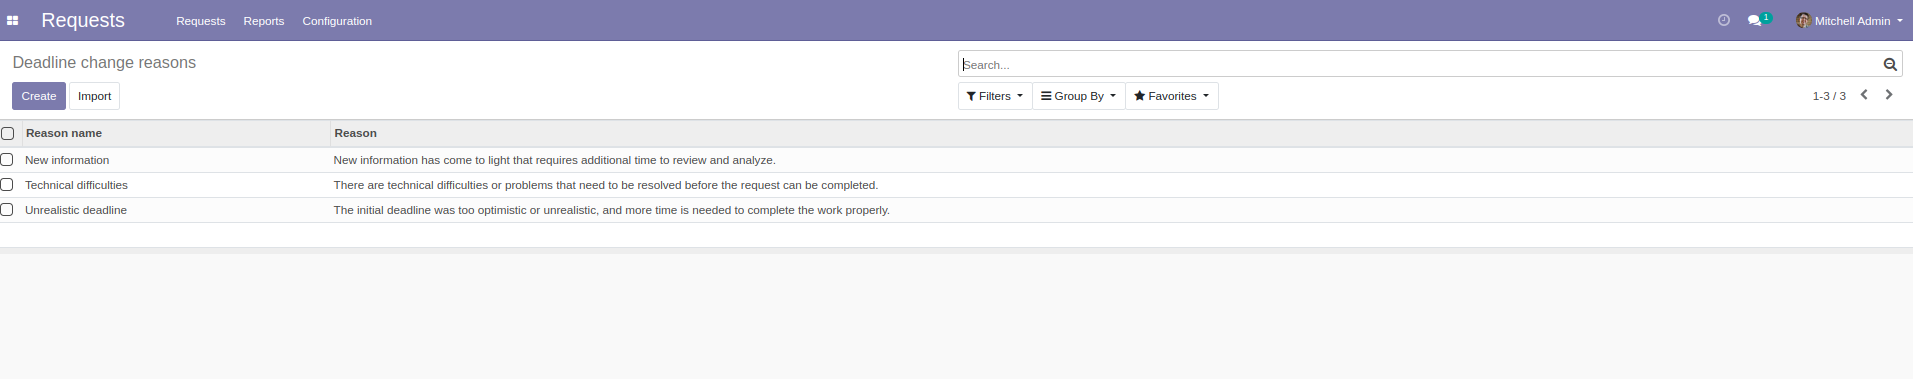 Requests Requests Reports Configuration 1 Mitchell Admin
Deadline change reasons Search...
Create Import Filters Group By Favorites 1-3 / 3
Reason name Reason
New information New information has come to light that requires additional time to review and analyze.
Technical difficulties There are technical difficulties or problems that need to be resolved before the request can be completed.
Unrealistic deadline The initial deadline was too optimistic or unrealistic, and more time is needed to complete the work properly.